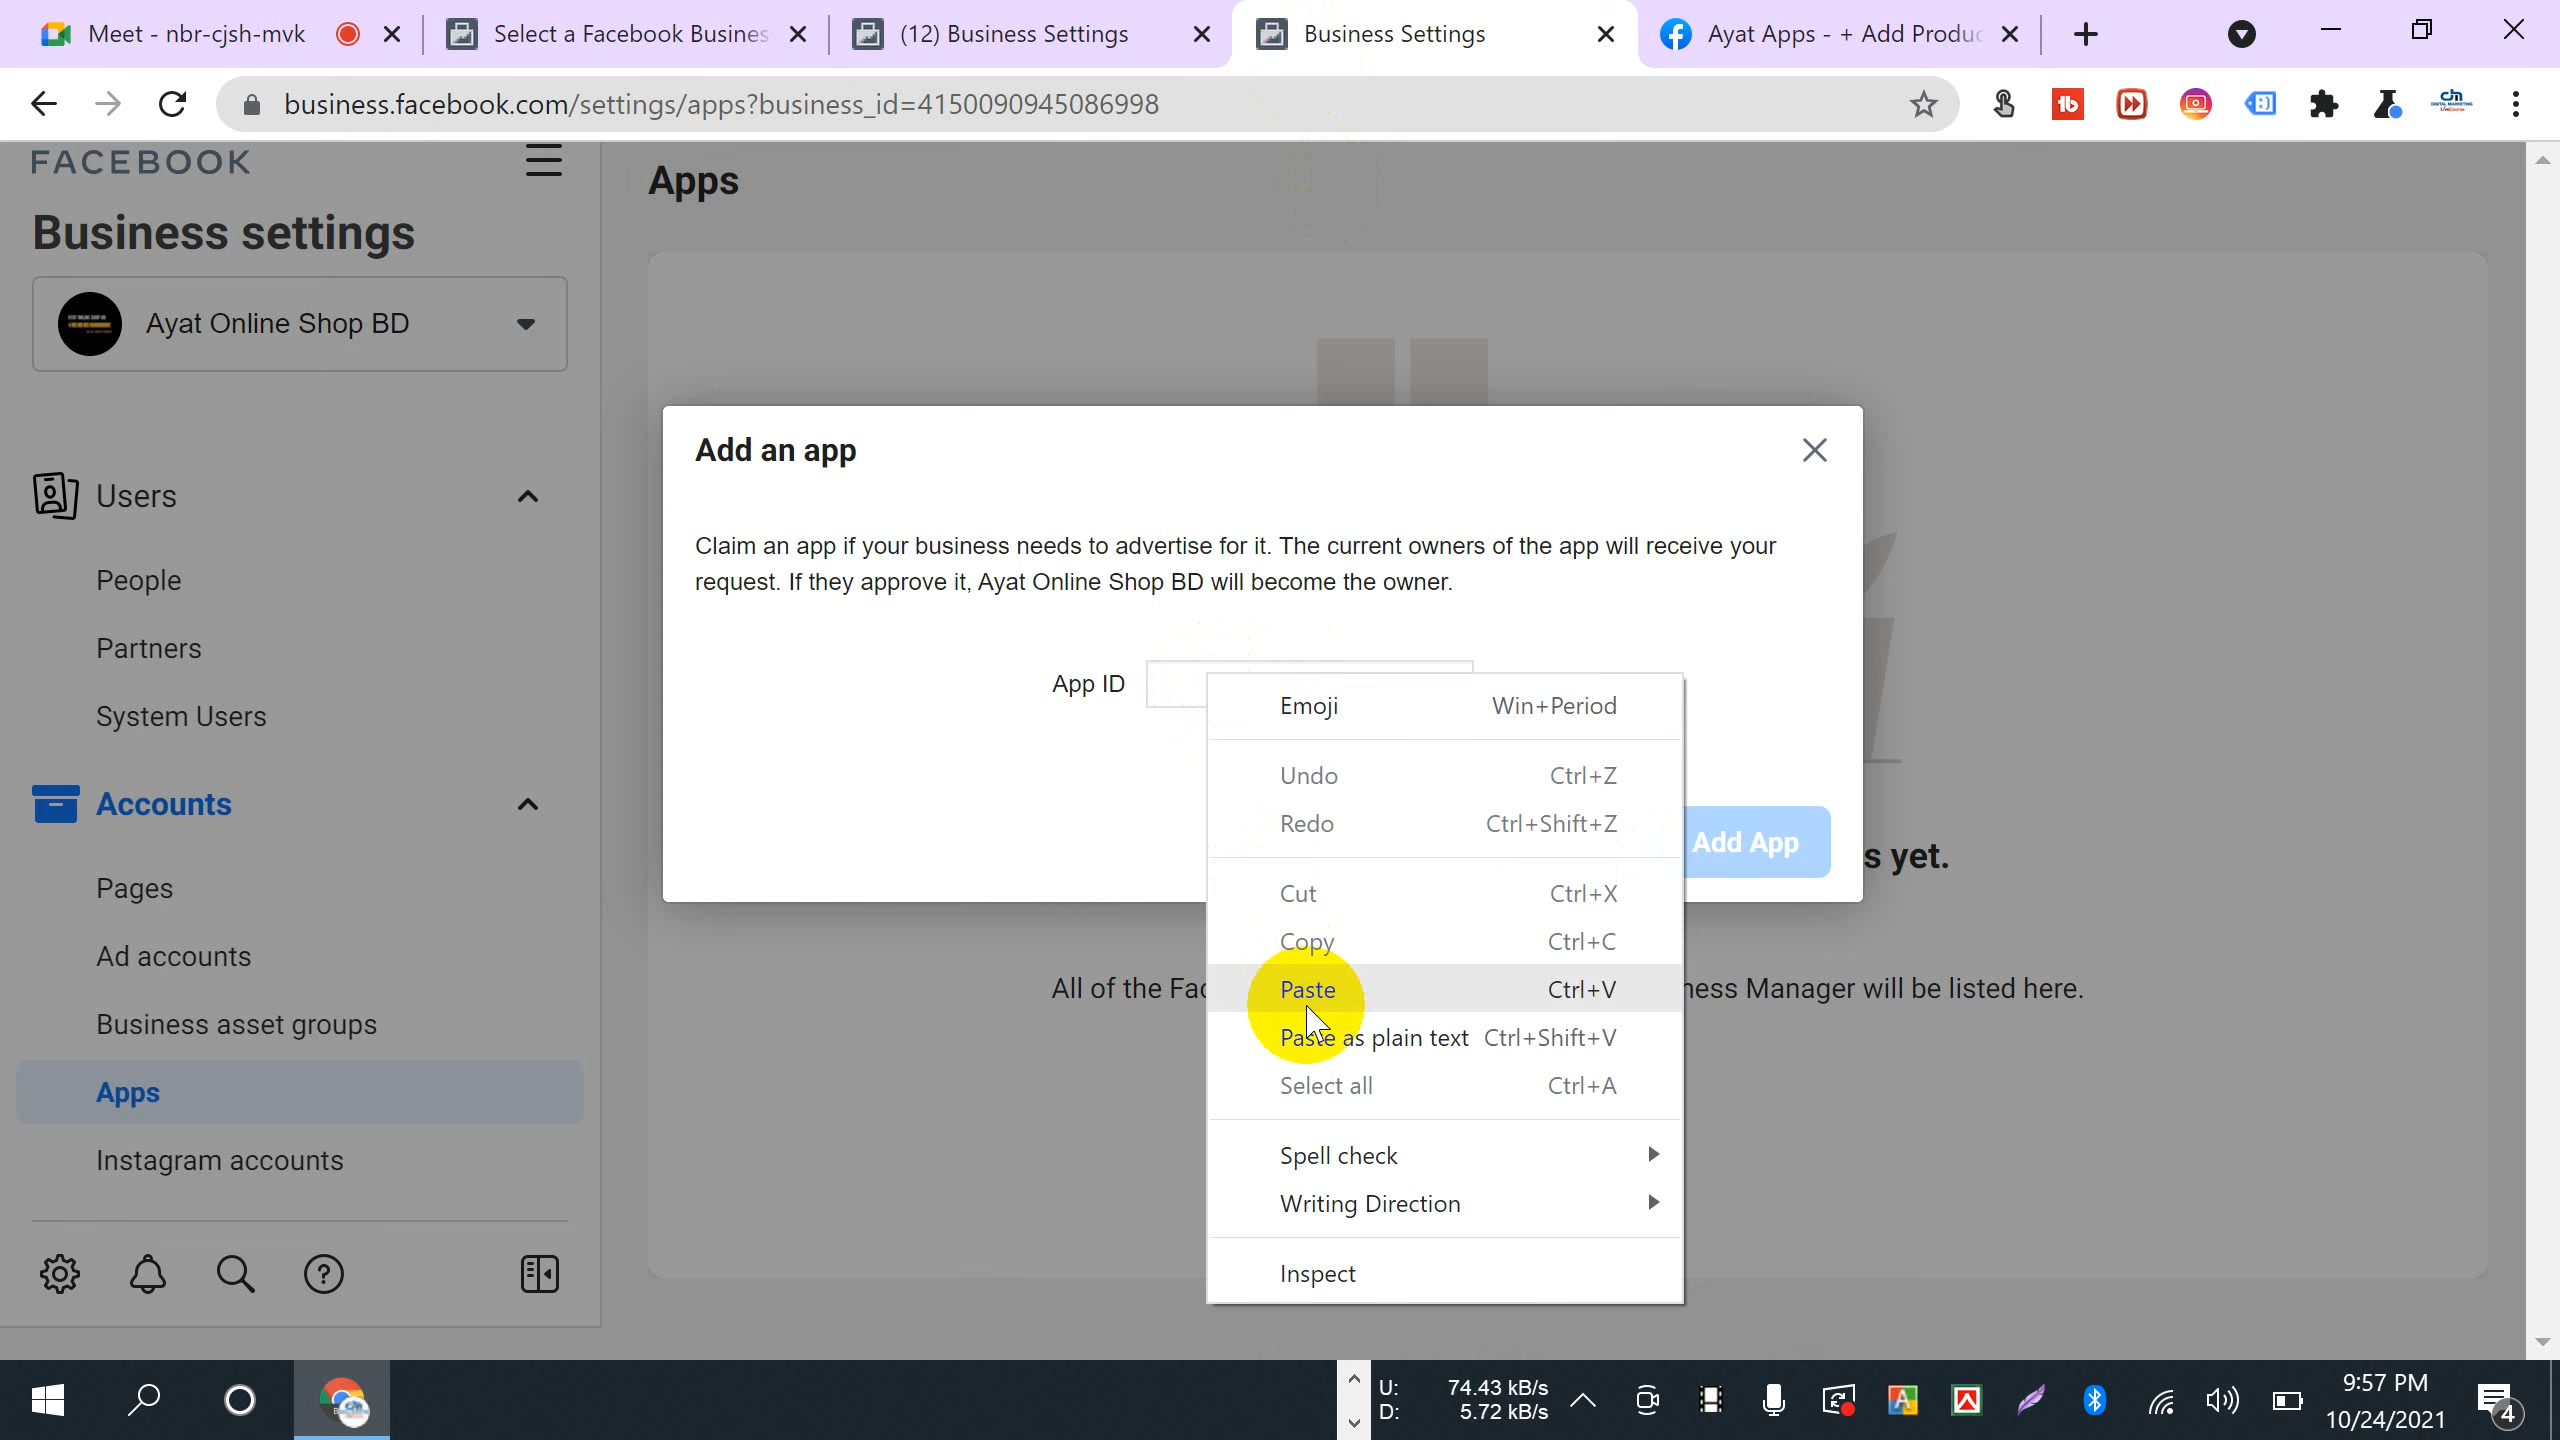 Meet - nbr-cjsh-mvk
Select a Facebook Busines
(12) Business Settings
Business Settings
Ayat Apps - + Add Produc
business.facebook.com/settings/apps?business_id=4150090945086998
FACEBOOK
Business settings
Ayat Online Shop BD
Users
People
Partners
System Users
Accounts
Pages
Ad accounts
Business asset groups
Apps
Instagram accounts
Apps
Add an app
Claim an app if your business needs to advertise for it. The current owners of the app will receive your
request. If they approve it, Ayat Online Shop BD will become the owner.
App ID
Add App
s yet.
All of the Fac
ness Manager will be listed here.
Emoji Win+Period
Undo Ctrl+Z
Redo Ctrl+Shift+Z
Cut Ctrl+X
Copy Ctrl+C
Paste Ctrl+V
Paste as plain text Ctrl+Shift+V
Select all Ctrl+A
Spell check
Writing Direction
Inspect
U: 74.43 kB/s
D: 5.72 kB/s
9:57 PM
10/24/2021
4